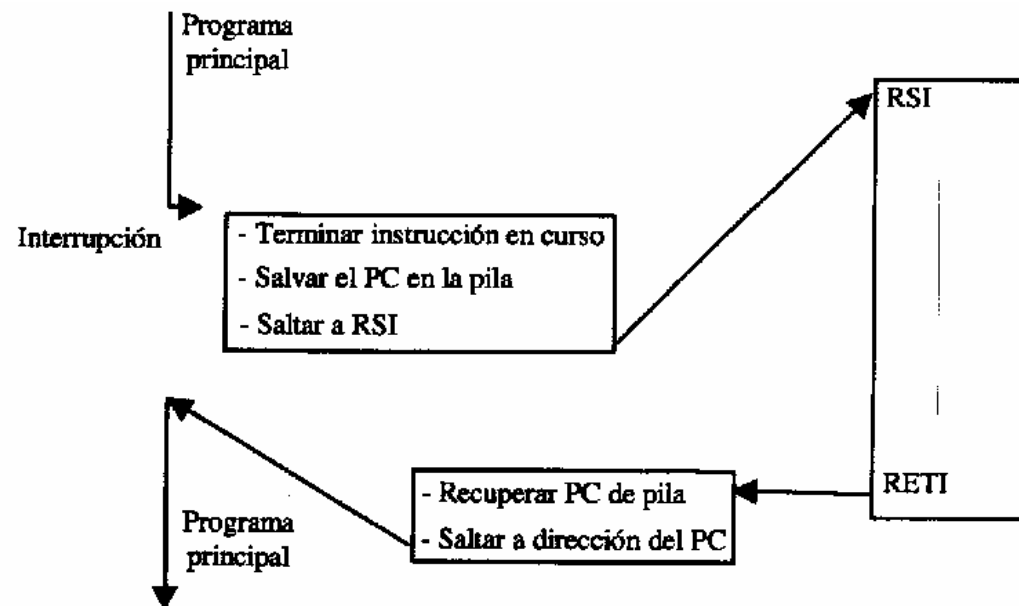 Programa
principal
RSI
Interrupción
- Terminar instrucción en curso
- Salvar el PC en la pila
- Saltar a RSI
- Recuperar PC de pila
- Saltar a dirección del PC
RETI
Programa
principal